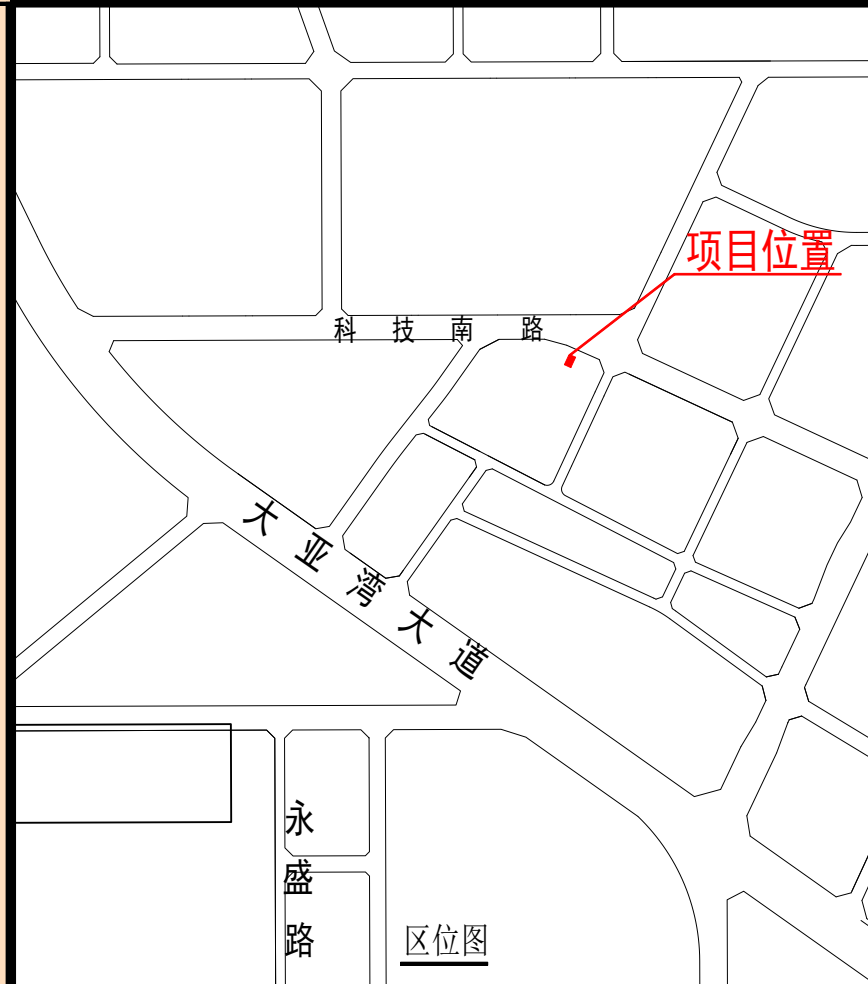 项目位置
科技南路
大亚湾大道
永盛路
区位图